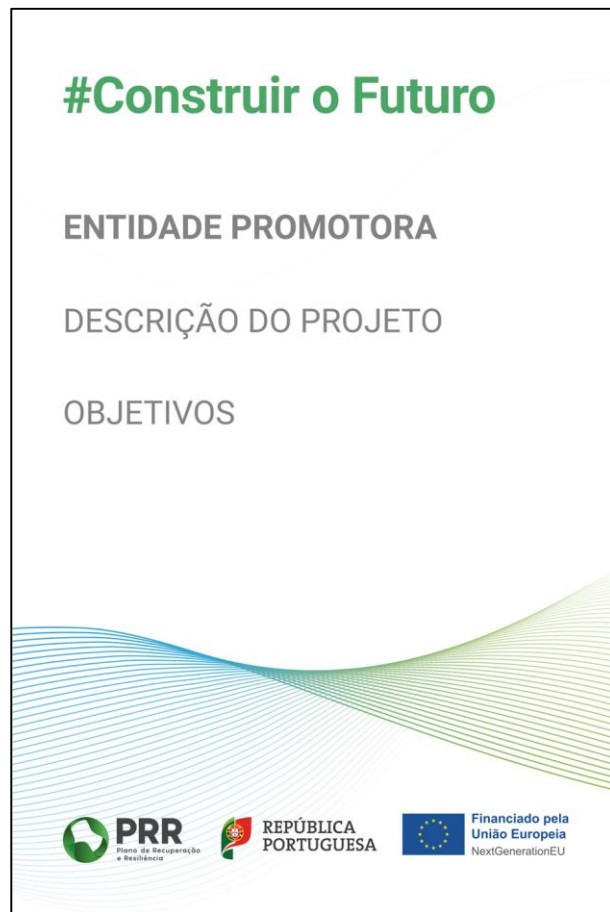 #Construir o Futuro
ENTIDADE PROMOTORA
DESCRIÇÃO DO PROJETO
OBJETIVOS
PRR
Plano de Recuperação
e Resiliência
REPÚBLICA
PORTUGUESA
Financiado pela
União Europeia
NextGenerationEU